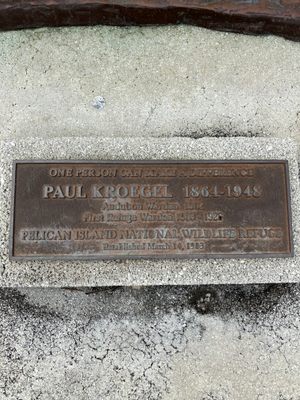 ONE PERSON CAN MAKE A DIFFERENCE
PAUL KROEGEL 1864-1948
Audubon Warden
First Refuge Warden
PELICAN ISLAND NATIONAL WILDLIFE REFUGE
Established March 14, 1903